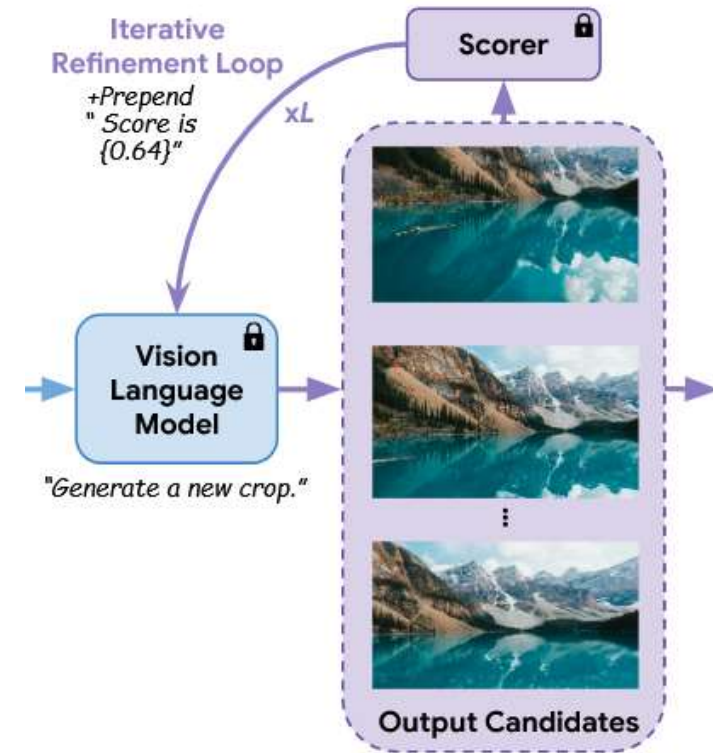 Iterative
Refinement Loop
+Prepend
" Score is
{0.64}"
xL
Scorer
Vision
Language
Model
"Generate a new crop."
Output Candidates